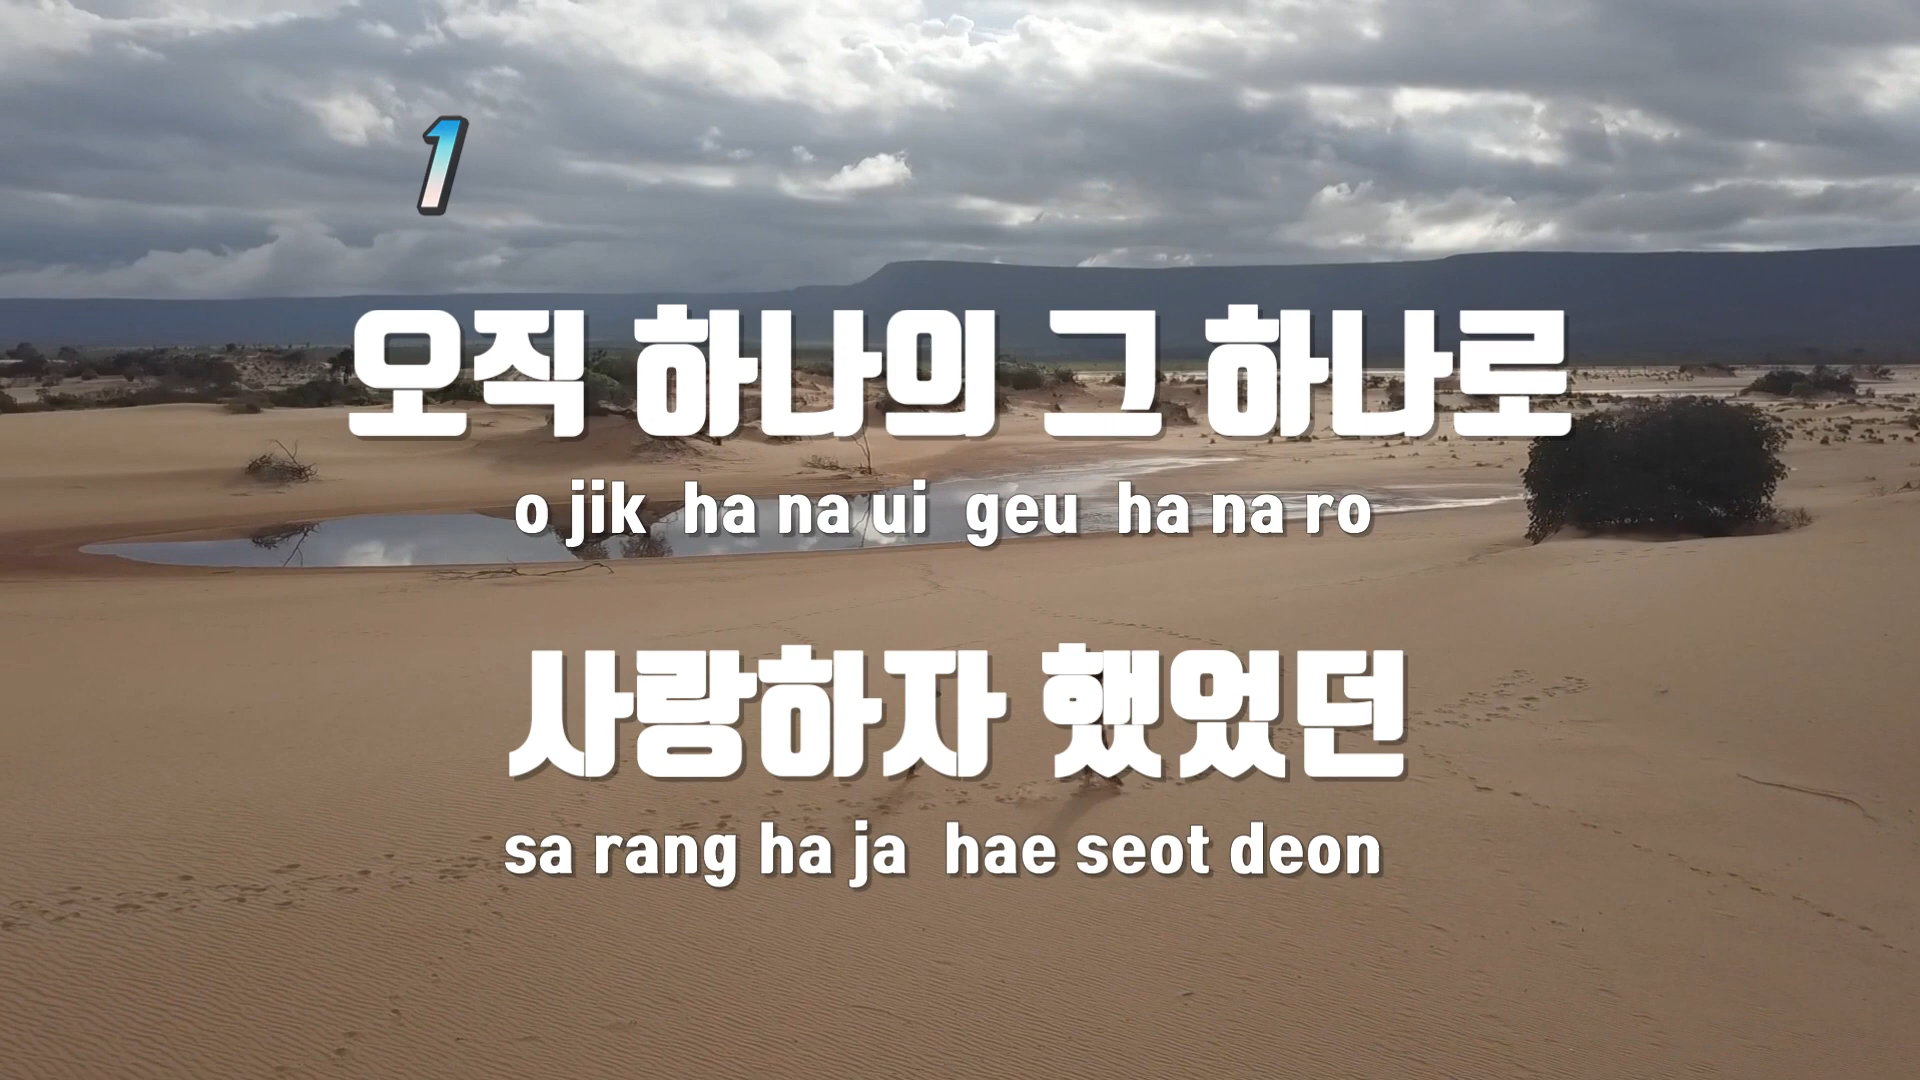 1
오직 하나의 그 하나로
o jik ha na ui geu ha na ro
사랑하자 했었던
sa rang ha ja hae seot deon